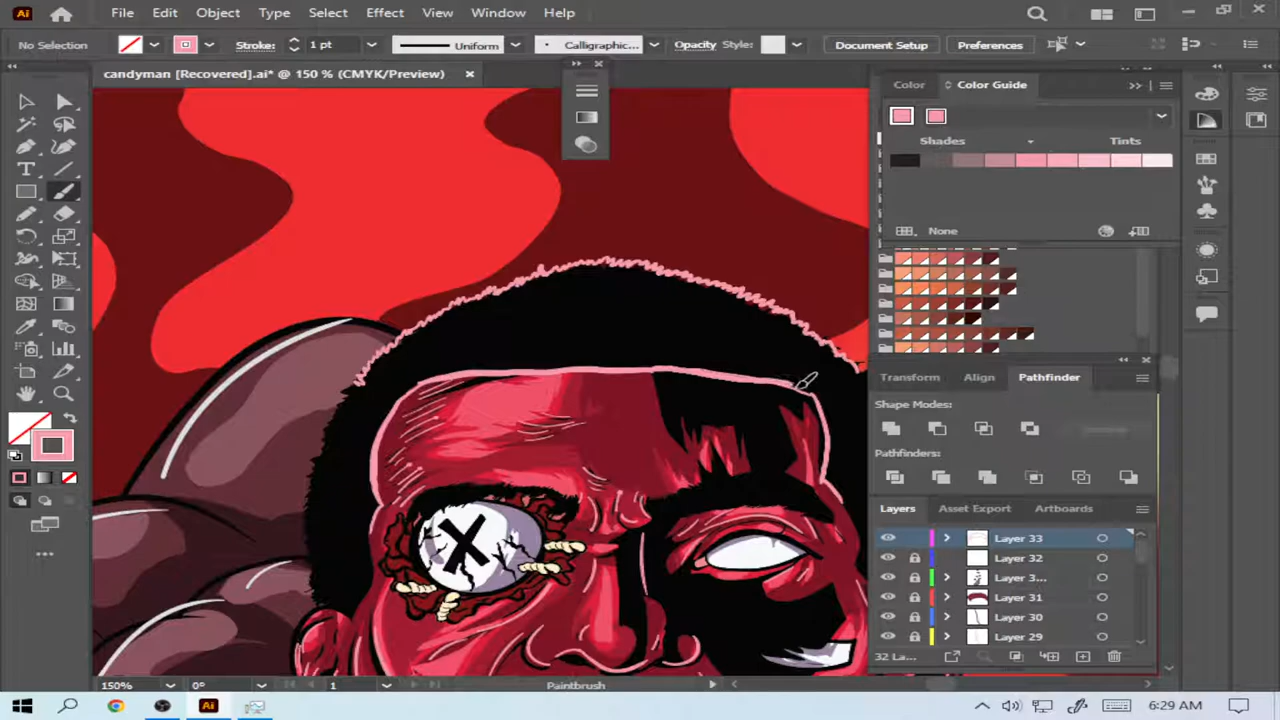 Ai File Edit Object Type Select Effect View Window Help
No Selection Stroke: 1 pt Uniform Calligraphic... Opacity Style: Document Setup Preferences
candyman [Recovered].ai* @ 150 % (CMYK/Preview)
Color Color Guide
Shades Tints
None
Transform Align Pathfinder
Shape Modes:
Pathfinders:
Layers Asset Export Artboards
Layer 33
Layer 32
Layer 3...
Layer 31
Layer 30
Layer 29
32 La...
150% 0° 1 Paintbrush
Ai 6:29 AM